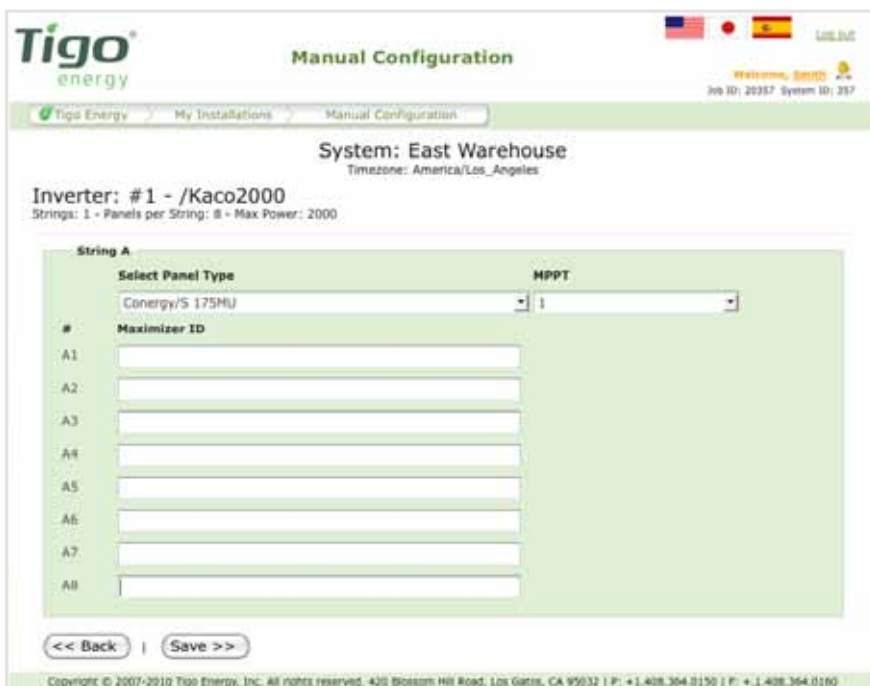 Tigo
energy
Manual Configuration
Log out
Welcome, Smith
Job ID: 20357 System ID: 257
Tigo Energy
My Installations
Manual Configuration
System: East Warehouse
Timezone: America/Los_Angeles
Inverter: #1 - /Kaco2000
Strings: 1 - Panels per String: 8 - Max Power: 2000
String A
Select Panel Type MPPT
Conergy/S 175MU 1
# Maximizer ID
A1
A2
A3
A4
A5
A6
A7
A8
<< Back | Save >>
Copyright © 2007-2010 Tigo Energy, Inc. All rights reserved. 420 Blossom Hill Road, Los Gatos, CA 95032 | P: +1.408.364.0150 | F: +.1.408.364.0160